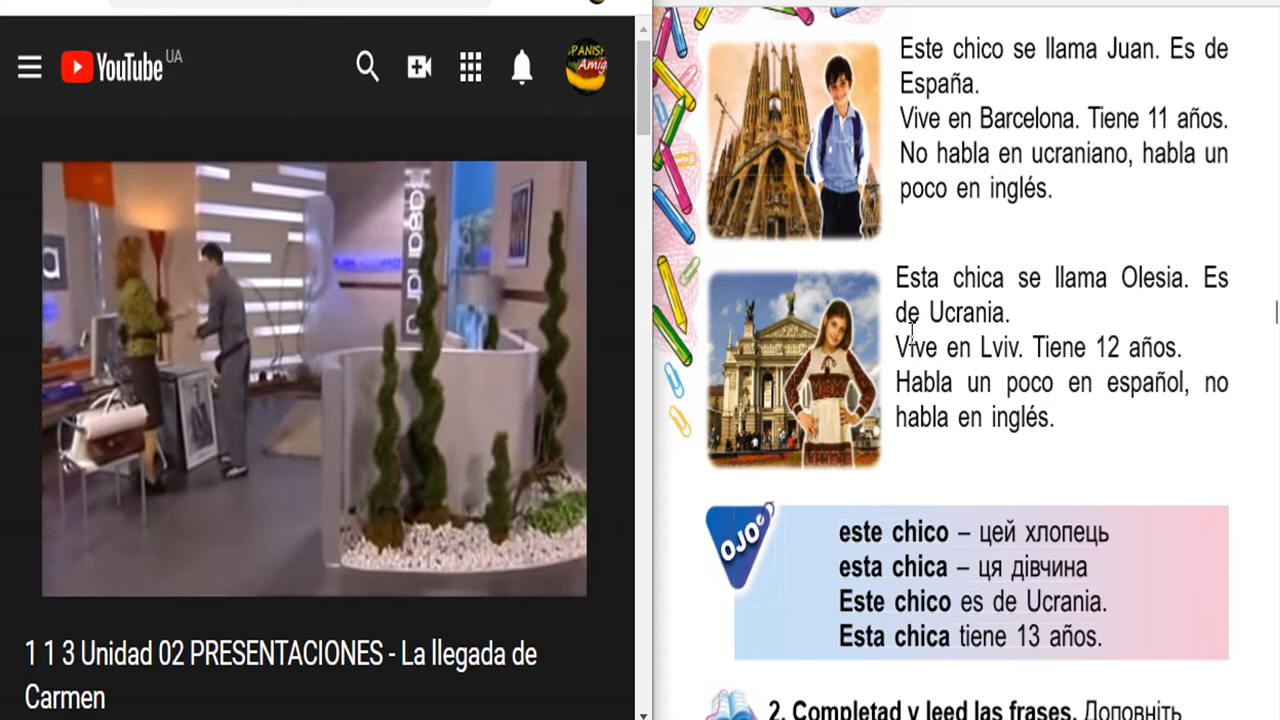 YouTube UA
SPANISH
Amig
Habla
1 1 3 Unidad 02 PRESENTACIONES - La llegada de
Carmen
Este chico se llama Juan. Es de
España.
Vive en Barcelona. Tiene 11 años.
No habla en ucraniano, habla un
poco en inglés.
Esta chica se llama Olesia. Es
de Ucrania.
Vive en Lviv. Tiene 12 años.
Habla un poco en español, no
habla en inglés.
OJO
este chico – цей хлопець
esta chica – ця дівчина
Este chico es de Ucrania.
Esta chica tiene 13 años.
2. Completad y leed las frases. Доповніть